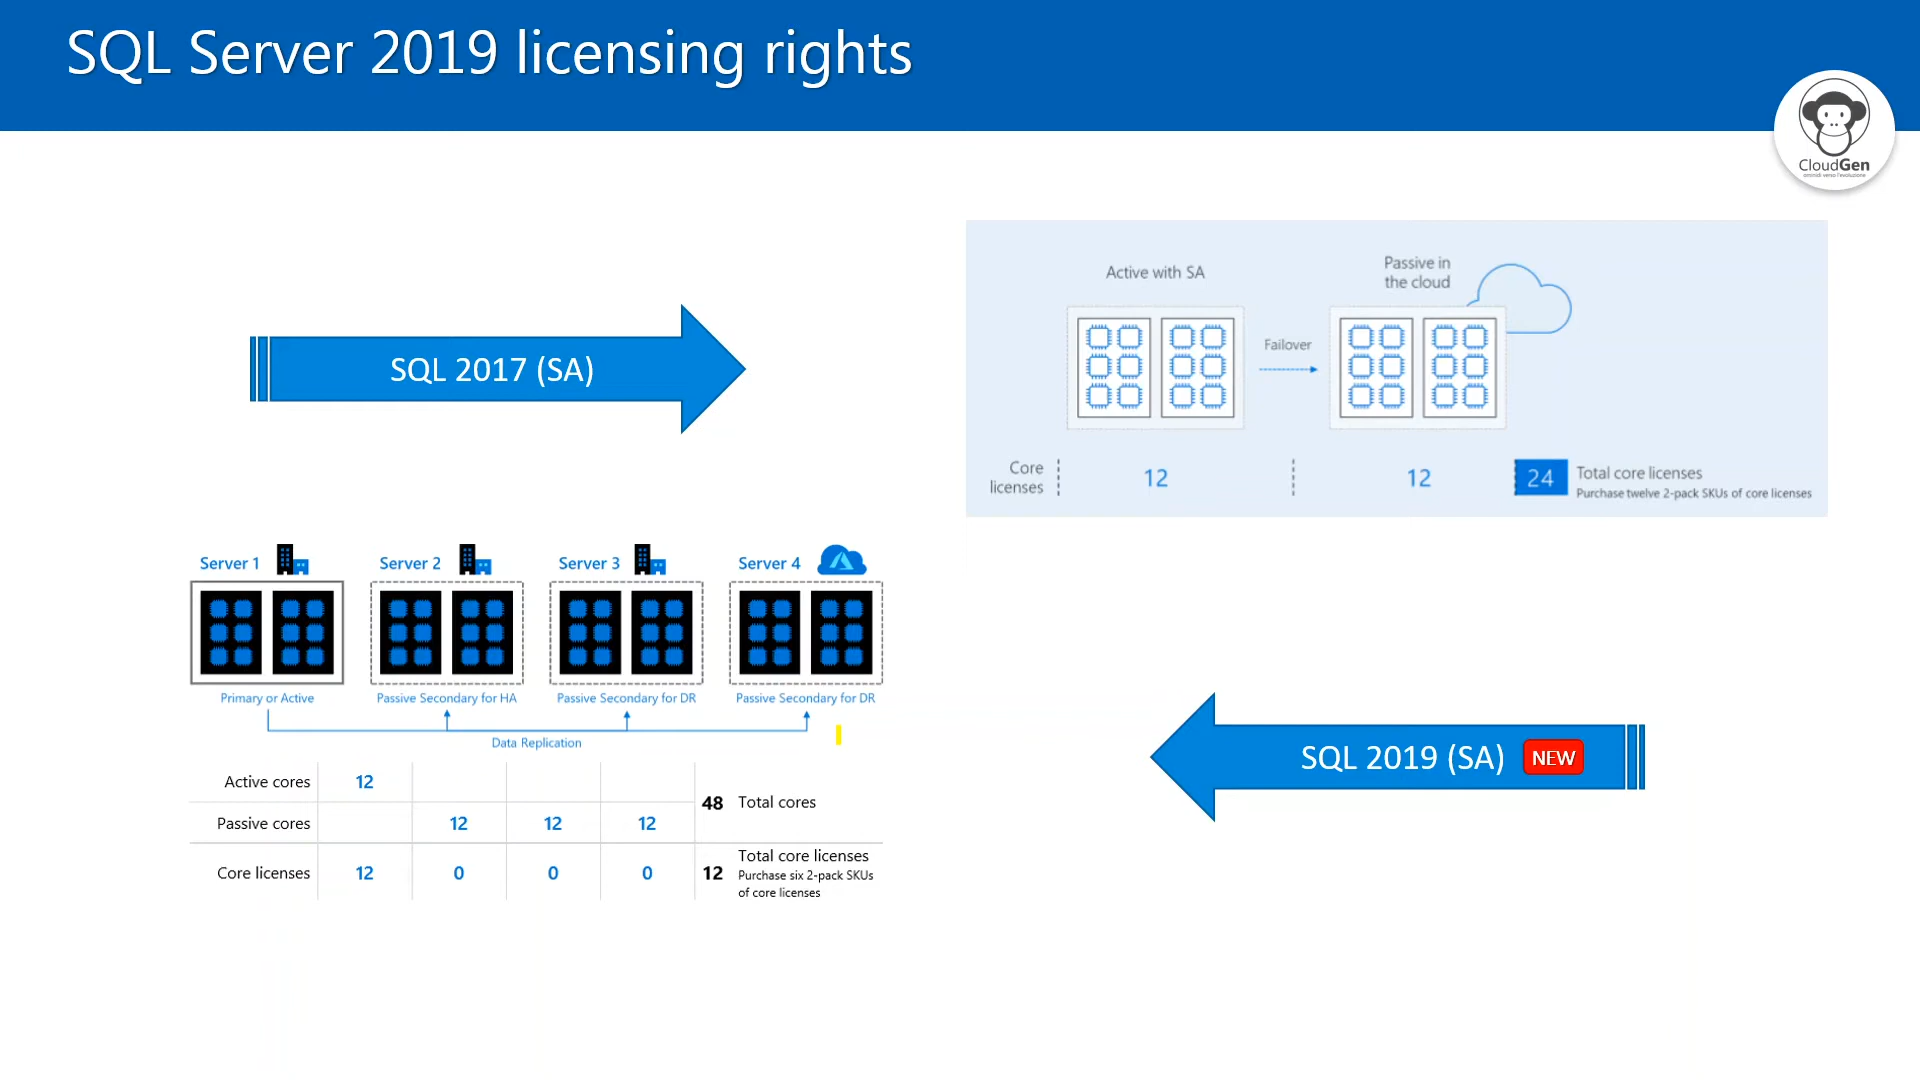 SQL Server 2019 licensing rights
CloudGen
SQL 2017 (SA)
Active with SA
Passive in
the cloud
Failover
Core
licenses
12
12
24
Total core licenses
Purchase twelve 2-pack SKUs of core licenses
Server 1
Server 2
Server 3
Server 4
Primary or Active
Passive Secondary for HA
Passive Secondary for DR
Passive Secondary for DR
Data Replication
Active cores 12
Passive cores 12 12 12
48 Total cores
Core licenses 12 0 0 0
12 Total core licenses
Purchase six 2-pack SKUs
of core licenses
SQL 2019 (SA) NEW